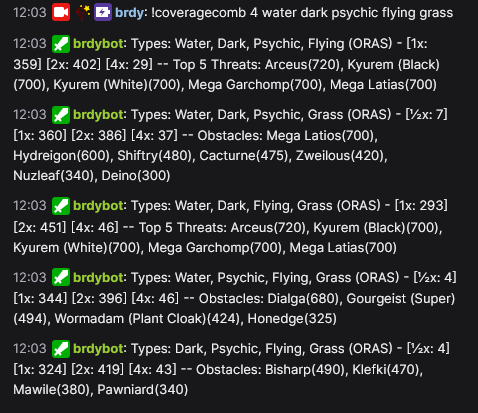 12:03 brdy: !coveragecomb 4 water dark psychic flying grass
12:03 brdybot: Types: Water, Dark, Psychic, Flying (ORAS) - [1x:
359] [2x: 402] [4x: 29] -- Top 5 Threats: Arceus(720), Kyurem (Black)
(700), Kyurem (White)(700), Mega Garchomp(700), Mega Latias(700)
12:03 brdybot: Types: Water, Dark, Psychic, Grass (ORAS) - [½x: 7]
[1x: 360] [2x: 386] [4x: 37] -- Obstacles: Mega Latios(700),
Hydreigon(600), Shiftry(480), Cacturne(475), Zweilous(420),
Nuzleaf(340), Deino(300)
12:03 brdybot: Types: Water, Dark, Flying, Grass (ORAS) - [1x: 293]
[2x: 451] [4x: 46] -- Top 5 Threats: Arceus(720), Kyurem (Black)(700),
Kyurem (White)(700), Mega Garchomp(700), Mega Latias(700)
12:03 brdybot: Types: Water, Psychic, Flying, Grass (ORAS) - [½x: 4]
[1x: 344] [2x: 396] [4x: 46] -- Obstacles: Dialga(680), Gourgeist (Super)
(494), Wormadam (Plant Cloak)(424), Honedge(325)
12:03 brdybot: Types: Dark, Psychic, Flying, Grass (ORAS) - [½x: 4]
[1x: 324] [2x: 419] [4x: 43] -- Obstacles: Bisharp(490), Klefki(470),
Mawile(380), Pawniard(340)